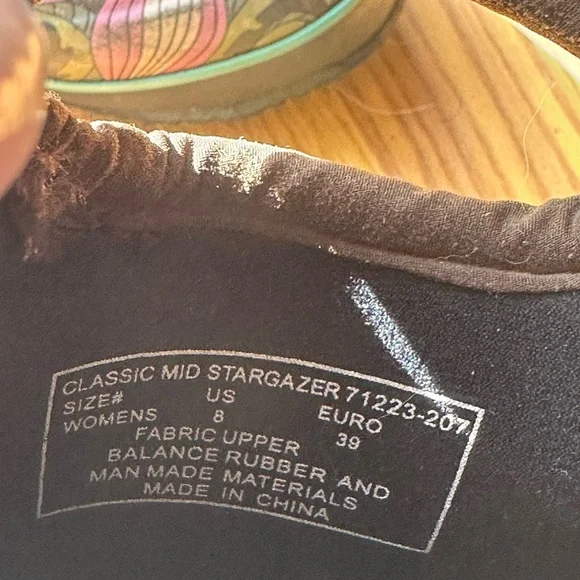 CLASSIC MID STARGAZER 71223-207
SIZE# US EURO
WOMENS 8 39
FABRIC UPPER
BALANCE RUBBER AND
MAN MADE MATERIALS
MADE IN CHINA